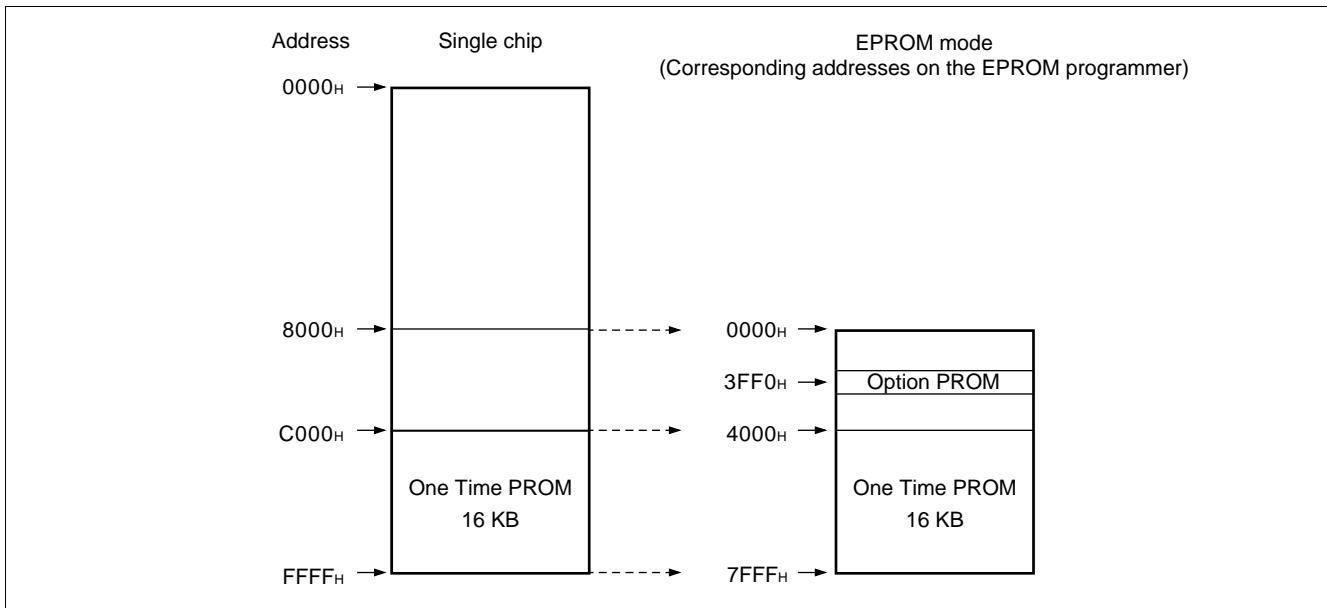 Address Single chip EPROM mode
(Corresponding addresses on the EPROM programmer)
0000H
8000H 0000H
3FF0H Option PROM
C000H 4000H
One Time PROM One Time PROM
16 KB 16 KB
FFFFH 7FFFH